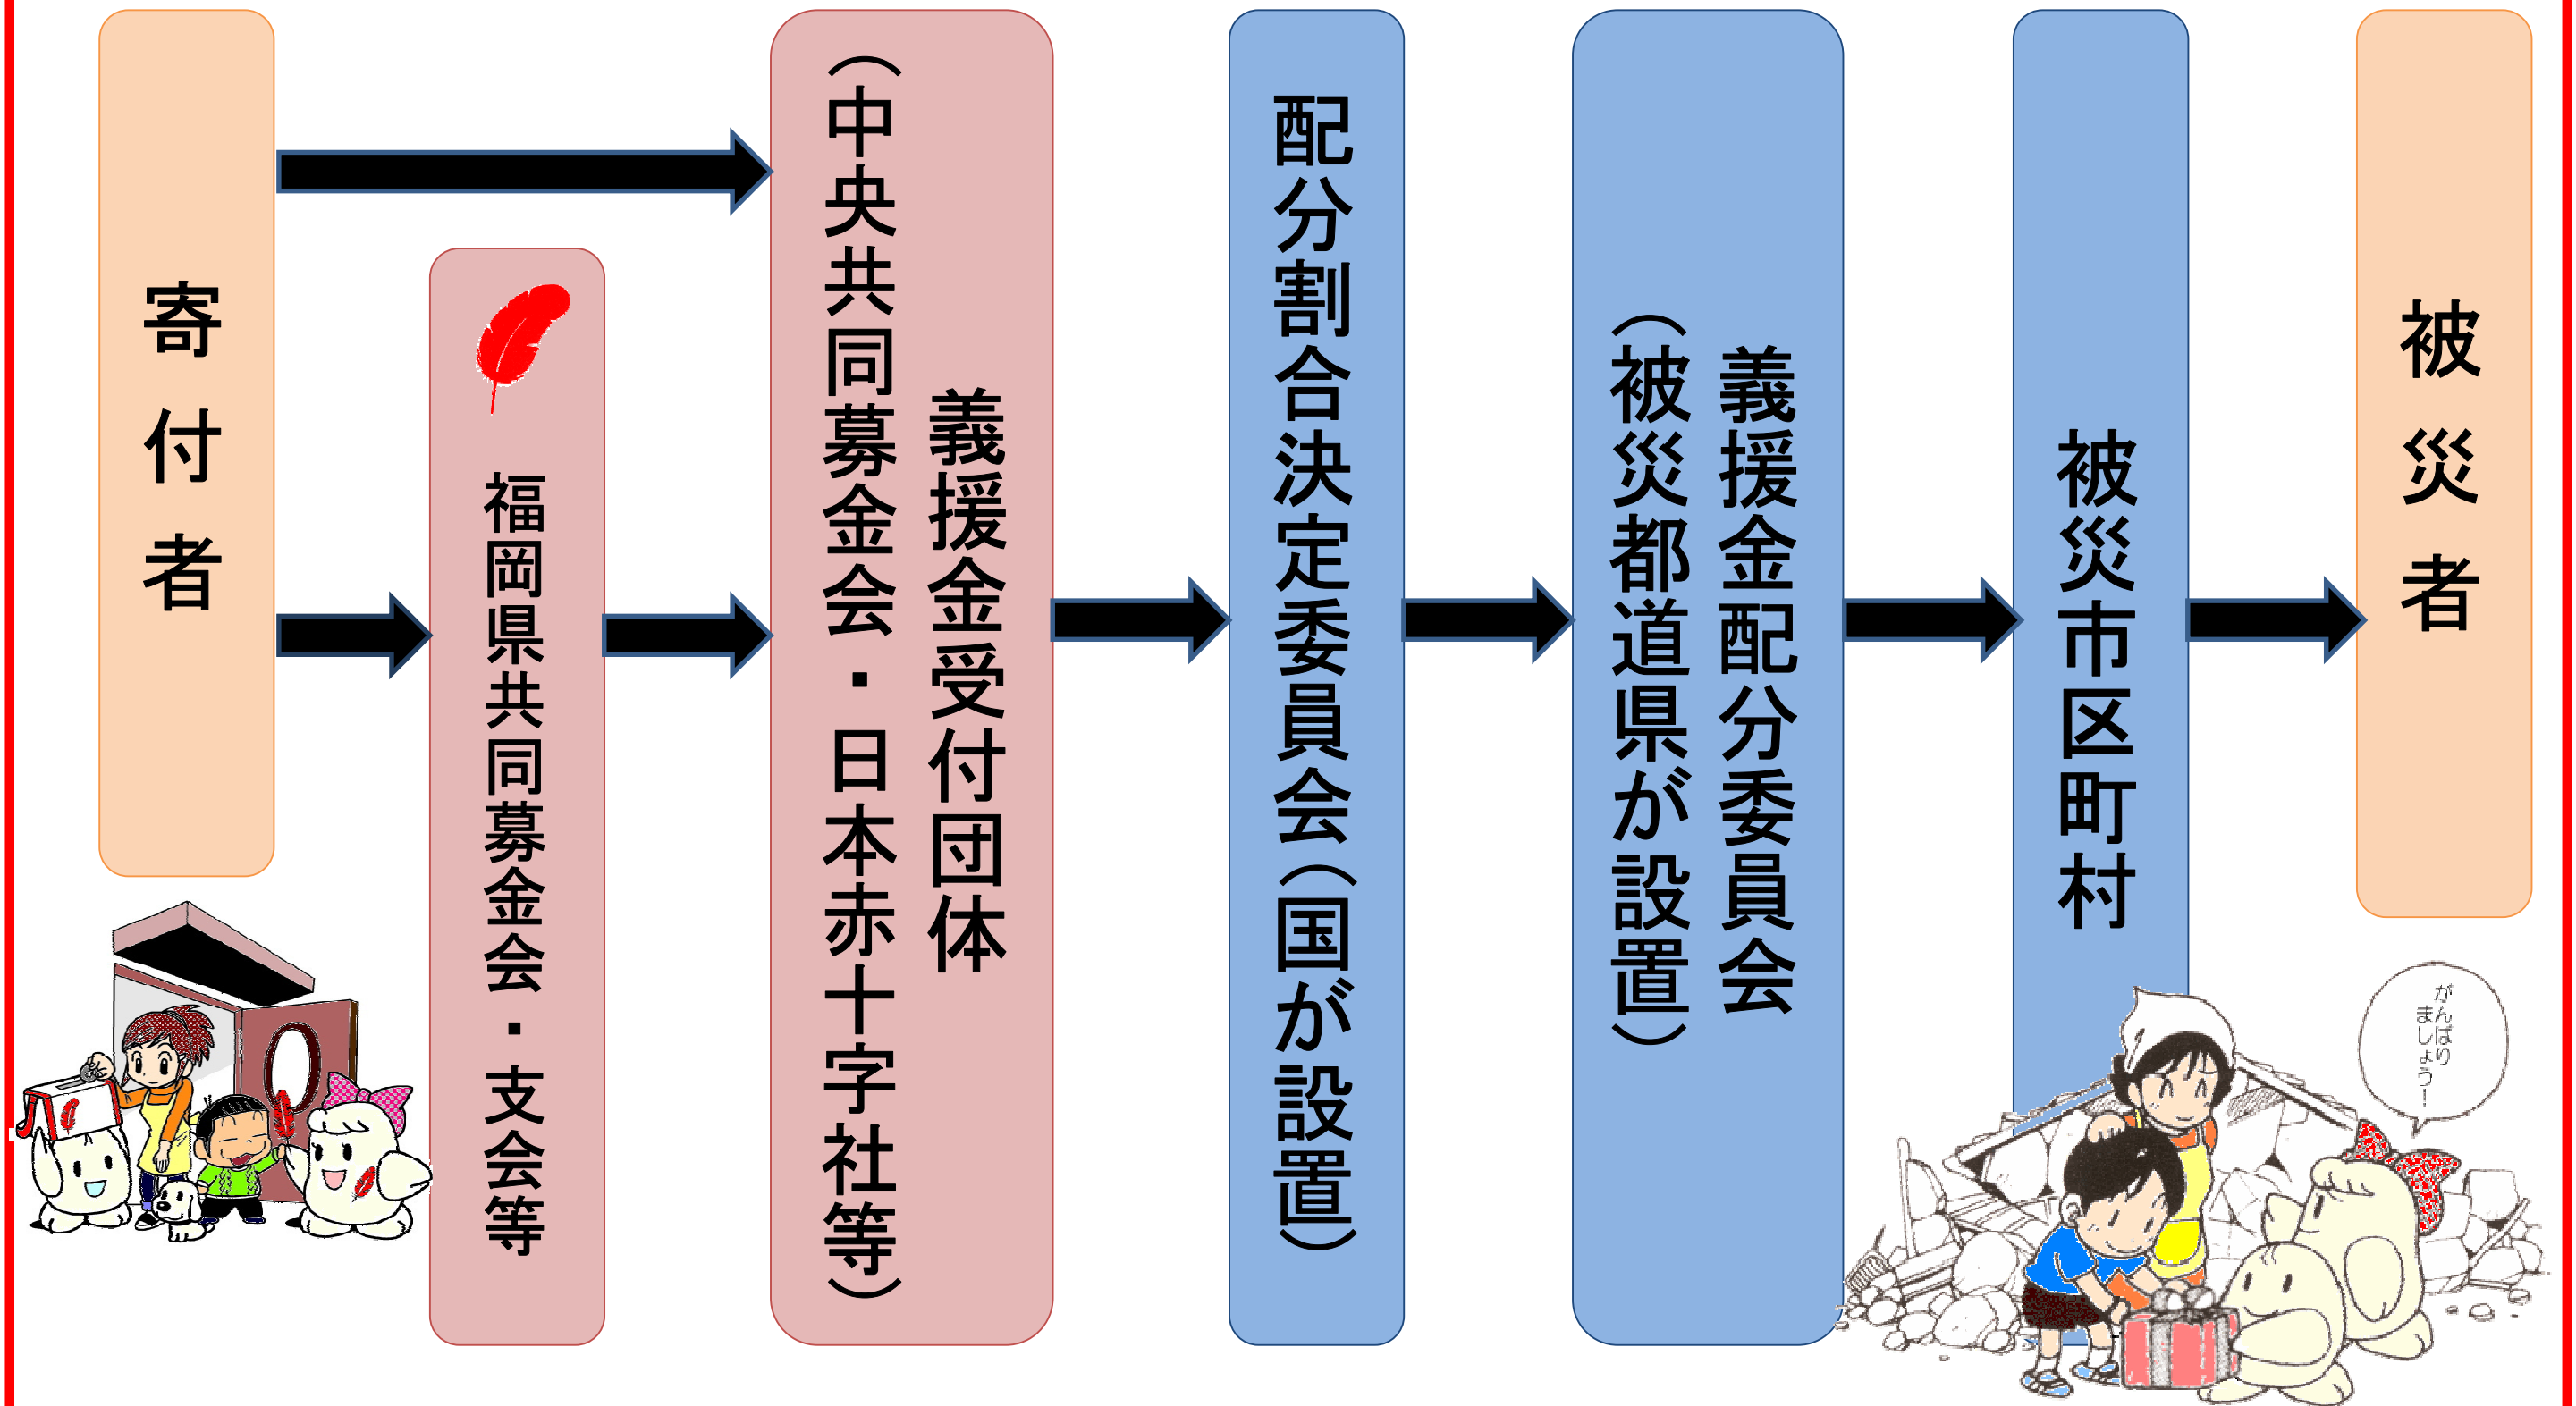 寄付者
福岡県共同募金会・支会等
義援金受付団体
（中央共同募金会・日本赤十字社等）
配分割合決定委員会（国が設置）
義援金配分委員会
（被災都道県が設置）
被災市区町村
被災者
がんばり
ましょう！